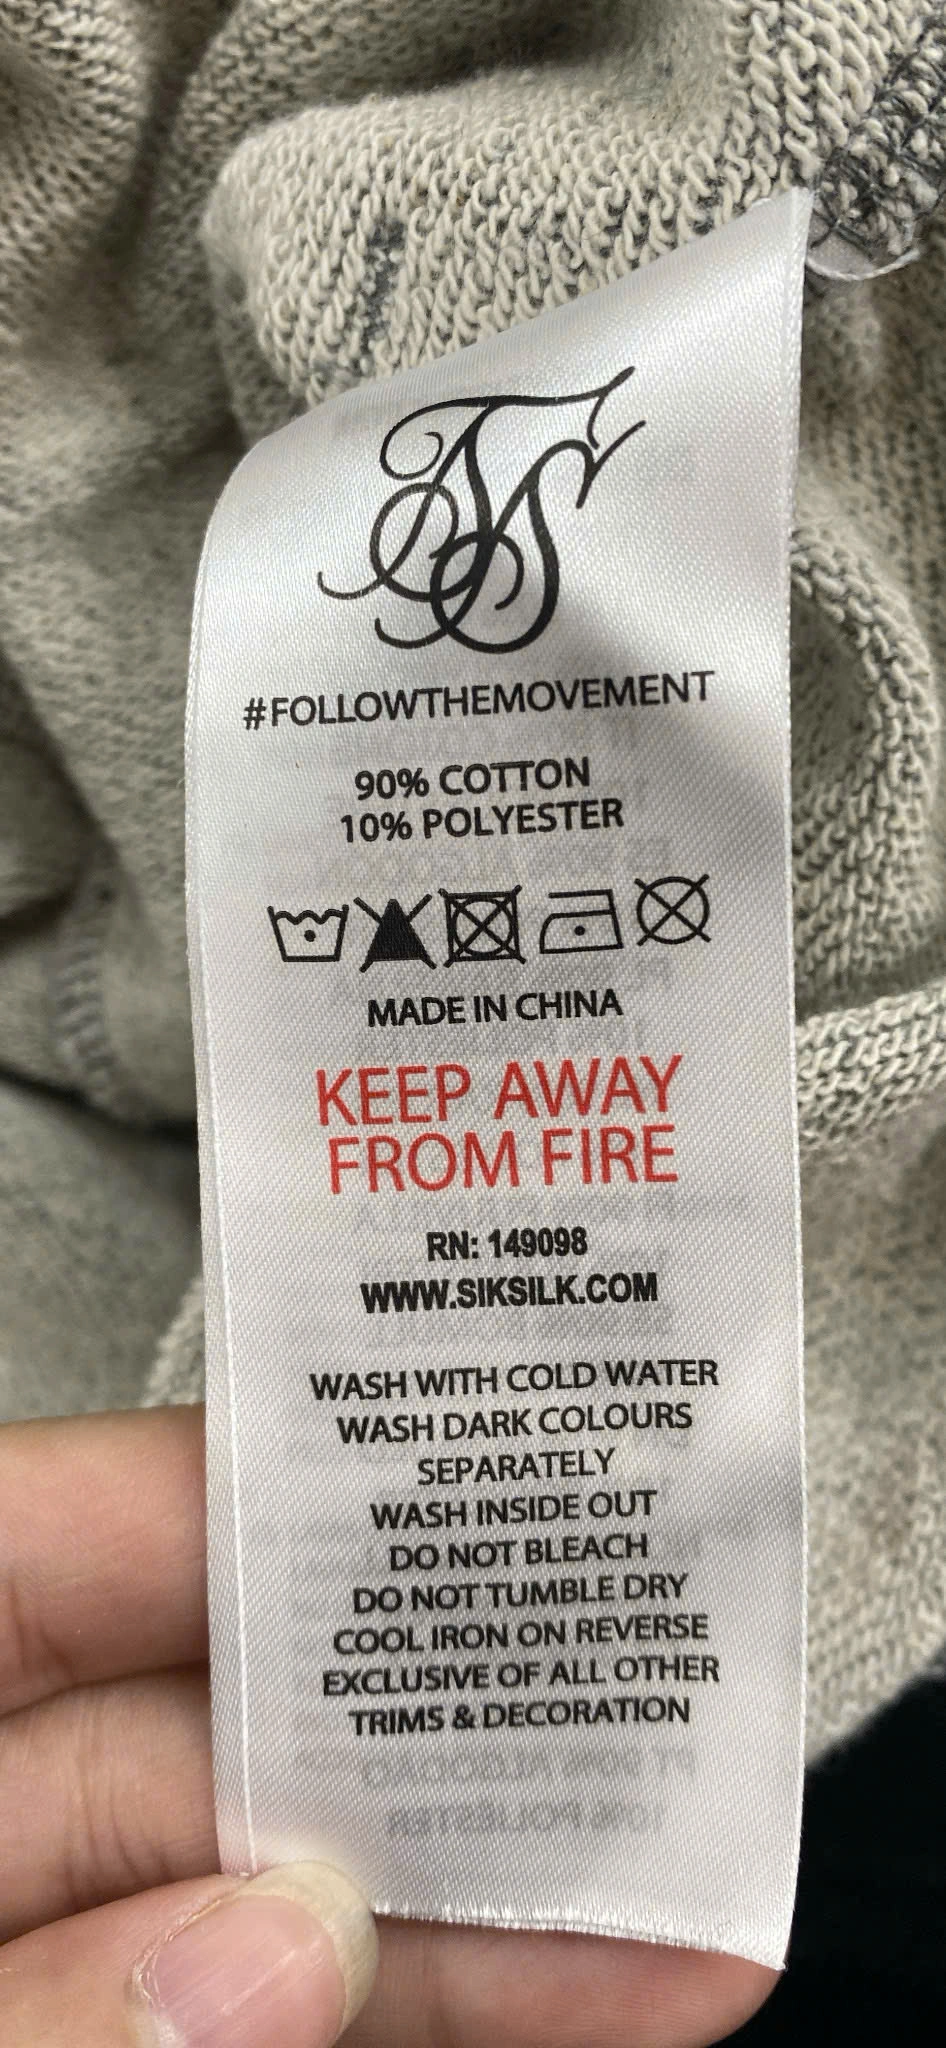 #FOLLOWTHEMOVEMENT
90% COTTON
10% POLYESTER
MADE IN CHINA
KEEP AWAY
FROM FIRE
RN: 149098
WWW.SIKSILK.COM
WASH WITH COLD WATER
WASH DARK COLOURS
SEPARATELY
WASH INSIDE OUT
DO NOT BLEACH
DO NOT TUMBLE DRY
COOL IRON ON REVERSE
EXCLUSIVE OF ALL OTHER
TRIMS & DECORATION